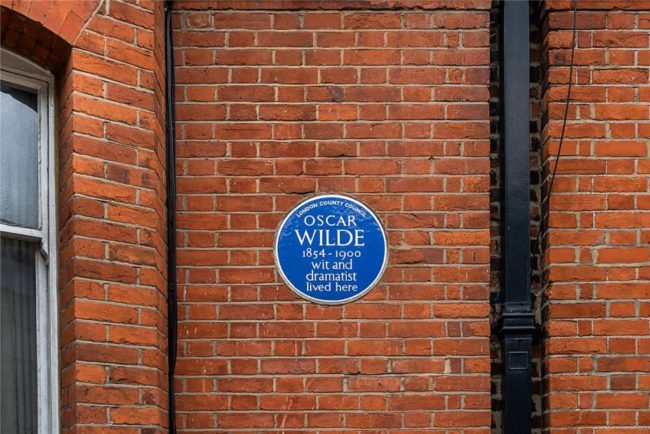 LONDON COUNTY COUNCIL
OSCAR
WILDE
1854-1900
wit and
dramatist
lived here